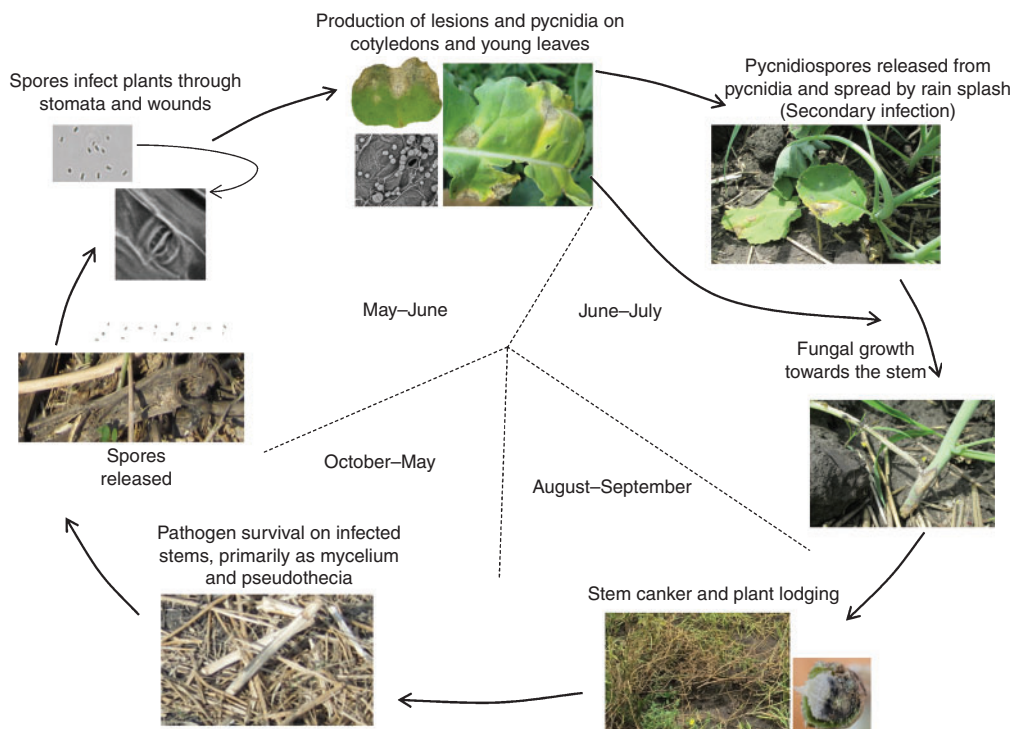 Production of lesions and pycnidia on
cotyledons and young leaves
Spores infect plants through
stomata and wounds
Pycnidiospores released from
pycnidia and spread by rain splash
(Secondary infection)
May–June
June–July
Fungal growth
towards the stem
Spores
released
October–May
August–September
Pathogen survival on infected
stems, primarily as mycelium
and pseudothecia
Stem canker and plant lodging